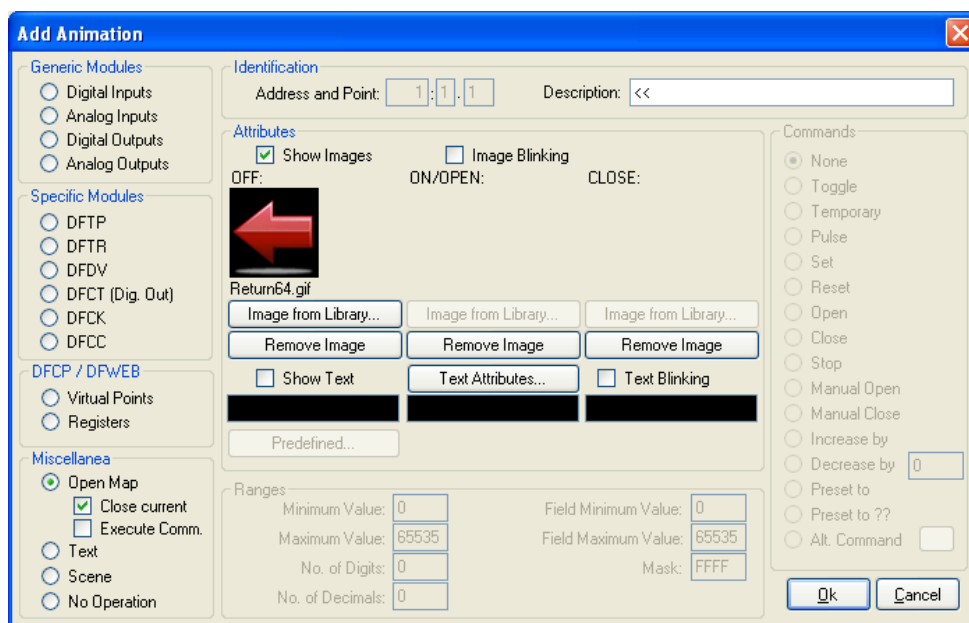 Add Animation
Generic Modules
Digital Inputs
Analog Inputs
Digital Outputs
Analog Outputs
Specific Modules
DFTP
DFTR
DFDV
DFCT (Dig. Out)
DFCK
DFCC
DFCP / DFWEB
Virtual Points
Registers
Miscellanea
Open Map
Close current
Execute Comm.
Text
Scene
No Operation
Identification
Address and Point: 1 : 1 . 1 Description: <<
Attributes
Show Images Image Blinking
OFF: ON/OPEN: CLOSE:
Return64.gif
Image from Library... Image from Library... Image from Library...
Remove Image Remove Image Remove Image
Show Text Text Attributes... Text Blinking
Predefined...
Ranges
Minimum Value: 0 Field Minimum Value: 0
Maximum Value: 65535 Field Maximum Value: 65535
No. of Digits: 0 Mask: FFFF
No. of Decimals: 0
Commands
None
Toggle
Temporary
Pulse
Set
Reset
Open
Close
Stop
Manual Open
Manual Close
Increase by
Decrease by 0
Preset to
Preset to ??
Alt. Command
Ok Cancel